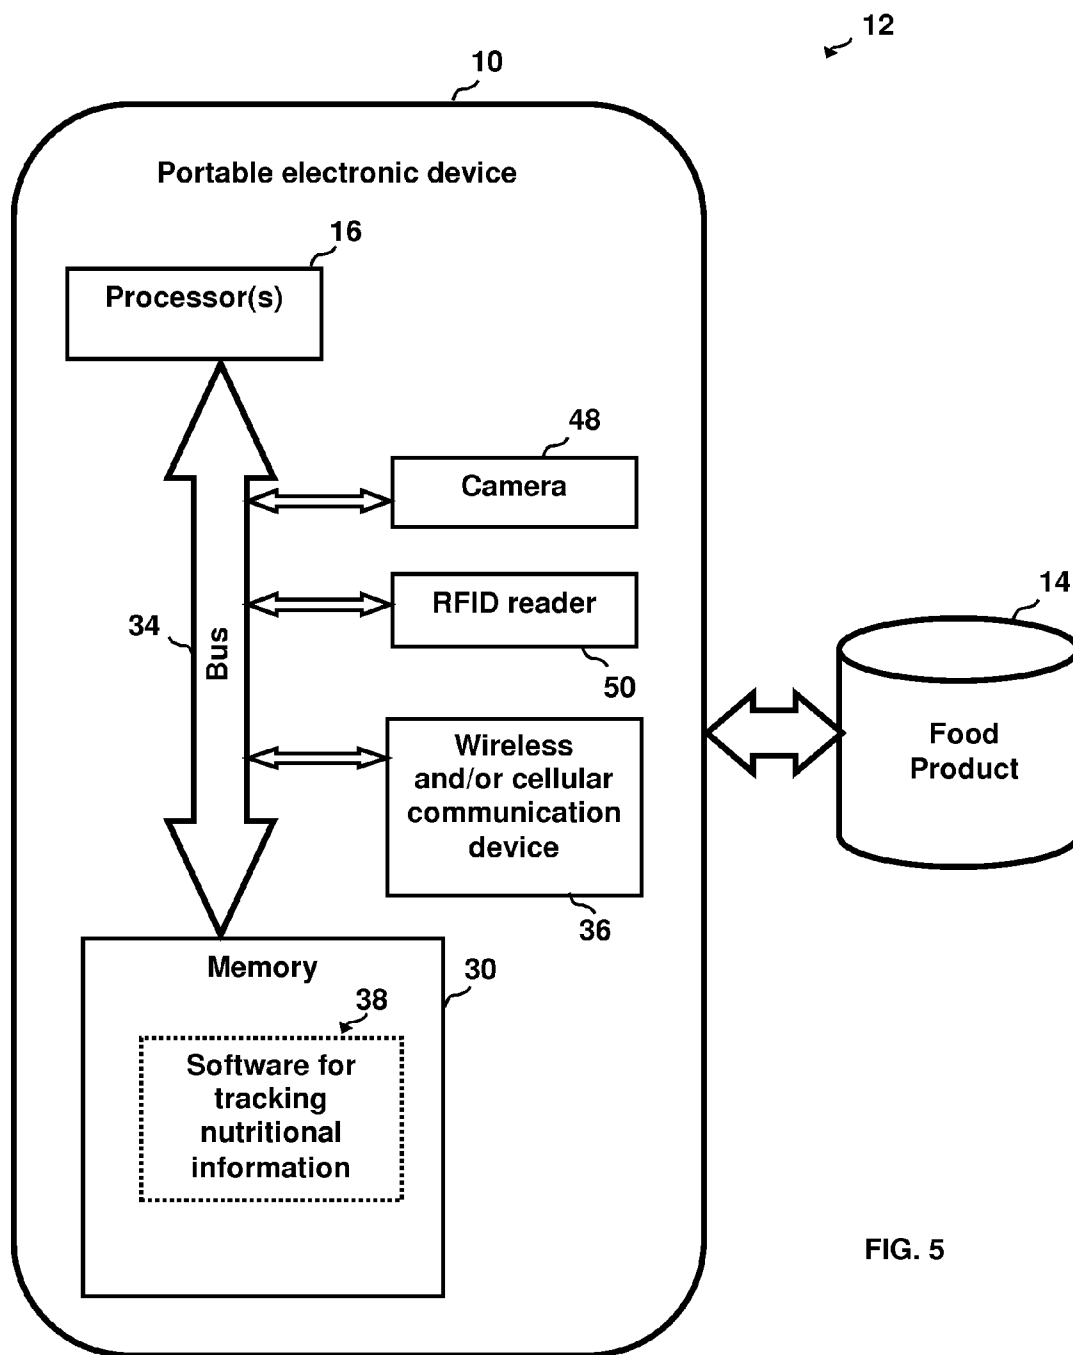 12
10
Portable electronic device
16
Processor(s)
48
Camera
RFID reader
50
34
Bus
14
Food
Product
Wireless
and/or cellular
communication
device
36
Memory
30
38
Software for
tracking
nutritional
information
FIG. 5